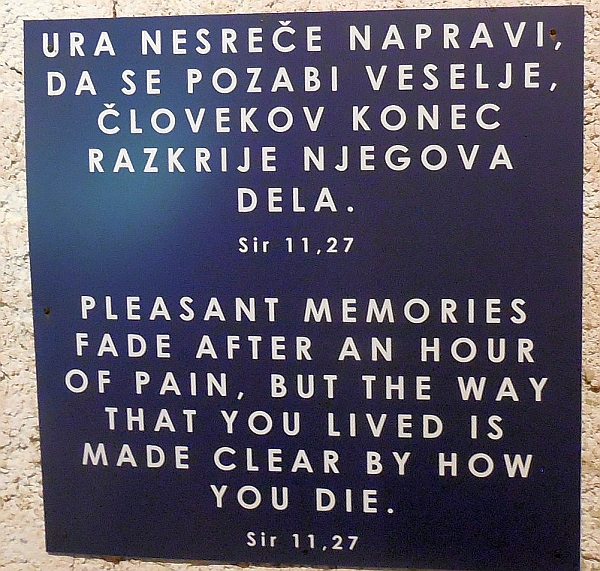 URA NESREČE NAPRAVI,
DA SE POZABI VESELJE,
ČLOVEKOV KONEC
RAZKRIJE NJEGOVA
DELA.
Sir 11,27
PLEASANT MEMORIES
FADE AFTER AN HOUR
OF PAIN, BUT THE WAY
THAT YOU LIVED IS
MADE CLEAR BY HOW
YOU DIE.
Sir 11,27